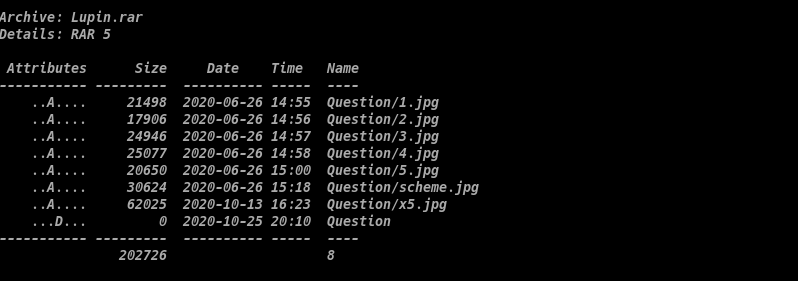 Archive: Lupin.rar
Details: RAR 5
 Attributes      Size     Date    Time   Name
----------- ---------  ---------- -----  ----
    ..A....     21498  2020-06-26 14:55  Question/1.jpg
    ..A....     17906  2020-06-26 14:56  Question/2.jpg
    ..A....     24946  2020-06-26 14:57  Question/3.jpg
    ..A....     25077  2020-06-26 14:58  Question/4.jpg
    ..A....     20650  2020-06-26 15:00  Question/5.jpg
    ..A....     30624  2020-06-26 15:18  Question/scheme.jpg
    ..A....     62025  2020-10-13 16:23  Question/x5.jpg
    ...D...         0  2020-10-25 20:10  Question
----------- ---------  ---------- -----  ----
               202726                    8